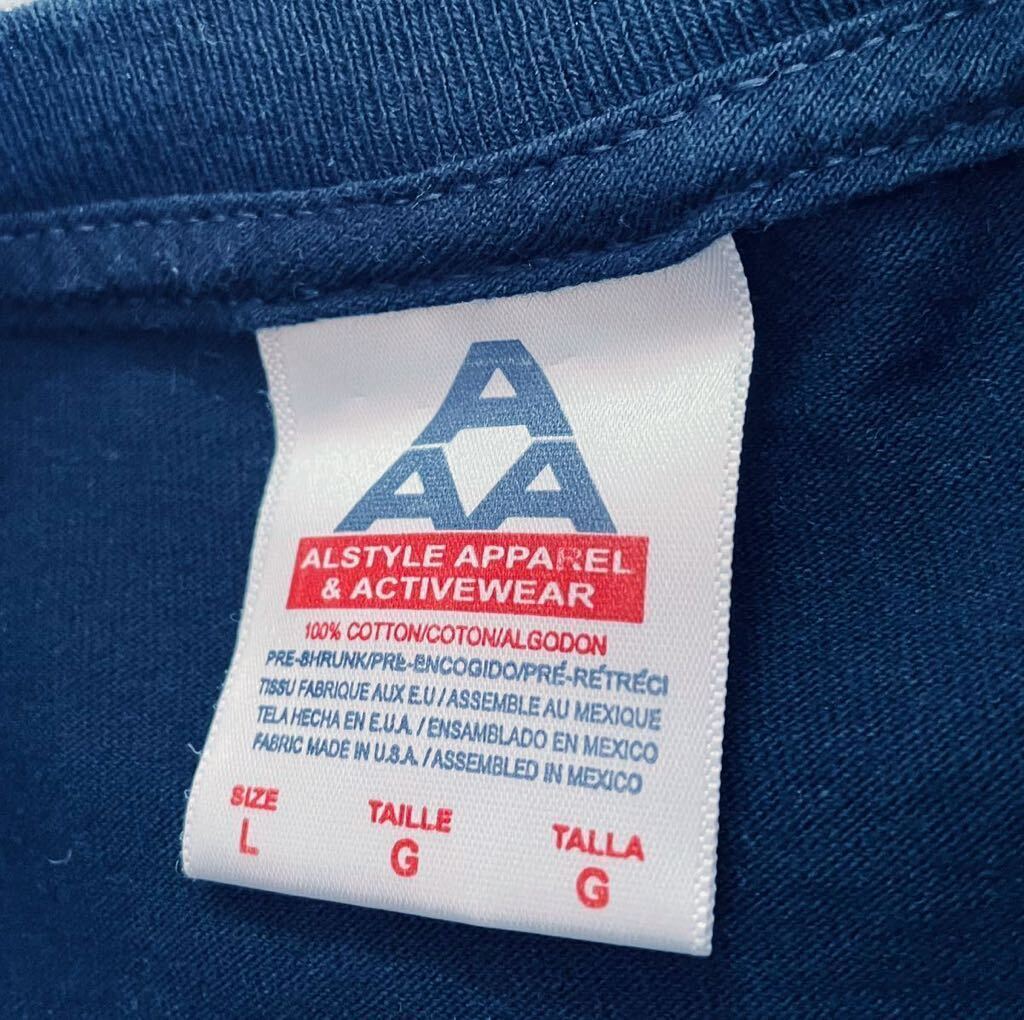 A
AA
ALSTYLE APPAREL
& ACTIVEWEAR
100% COTTON/COTON/ALGODON
PRE-SHRUNK/PRE-ENCOGIDO/PRÉ-RÉTRÉCI
TISSU FABRIQUE AUX E.U / ASSEMBLE AU MEXIQUE
TELA HECHA EN E.U.A. / ENSAMBLADO EN MEXICO
FABRIC MADE IN U.S.A. / ASSEMBLED IN MEXICO
SIZE TAILLE TALLA
L G G